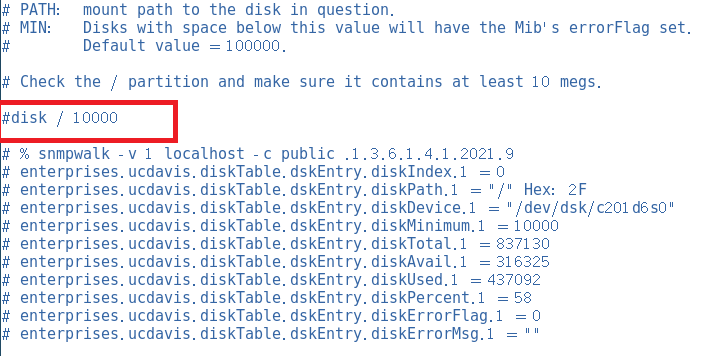 # PATH: mount path to the disk in question.
# MIN: Disks with space below this value will have the Mib's errorFlag set.
# Default value = 100000.
# Check the / partition and make sure it contains at least 10 megs.
#disk / 10000
# % snmpwalk -v 1 localhost -c public .1.3.6.1.4.1.2021.9
# enterprises.ucdavis.diskTable.dskEntry.diskIndex.1 = 0
# enterprises.ucdavis.diskTable.dskEntry.diskPath.1 = "/" Hex: 2F
# enterprises.ucdavis.diskTable.dskEntry.diskDevice.1 = "/dev/dsk/c201d6s0"
# enterprises.ucdavis.diskTable.dskEntry.diskMinimum.1 = 10000
# enterprises.ucdavis.diskTable.dskEntry.diskTotal.1 = 837130
# enterprises.ucdavis.diskTable.dskEntry.diskAvail.1 = 316325
# enterprises.ucdavis.diskTable.dskEntry.diskUsed.1 = 437092
# enterprises.ucdavis.diskTable.dskEntry.diskPercent.1 = 58
# enterprises.ucdavis.diskTable.dskEntry.diskErrorFlag.1 = 0
# enterprises.ucdavis.diskTable.dskEntry.diskErrorMsg.1 = ""